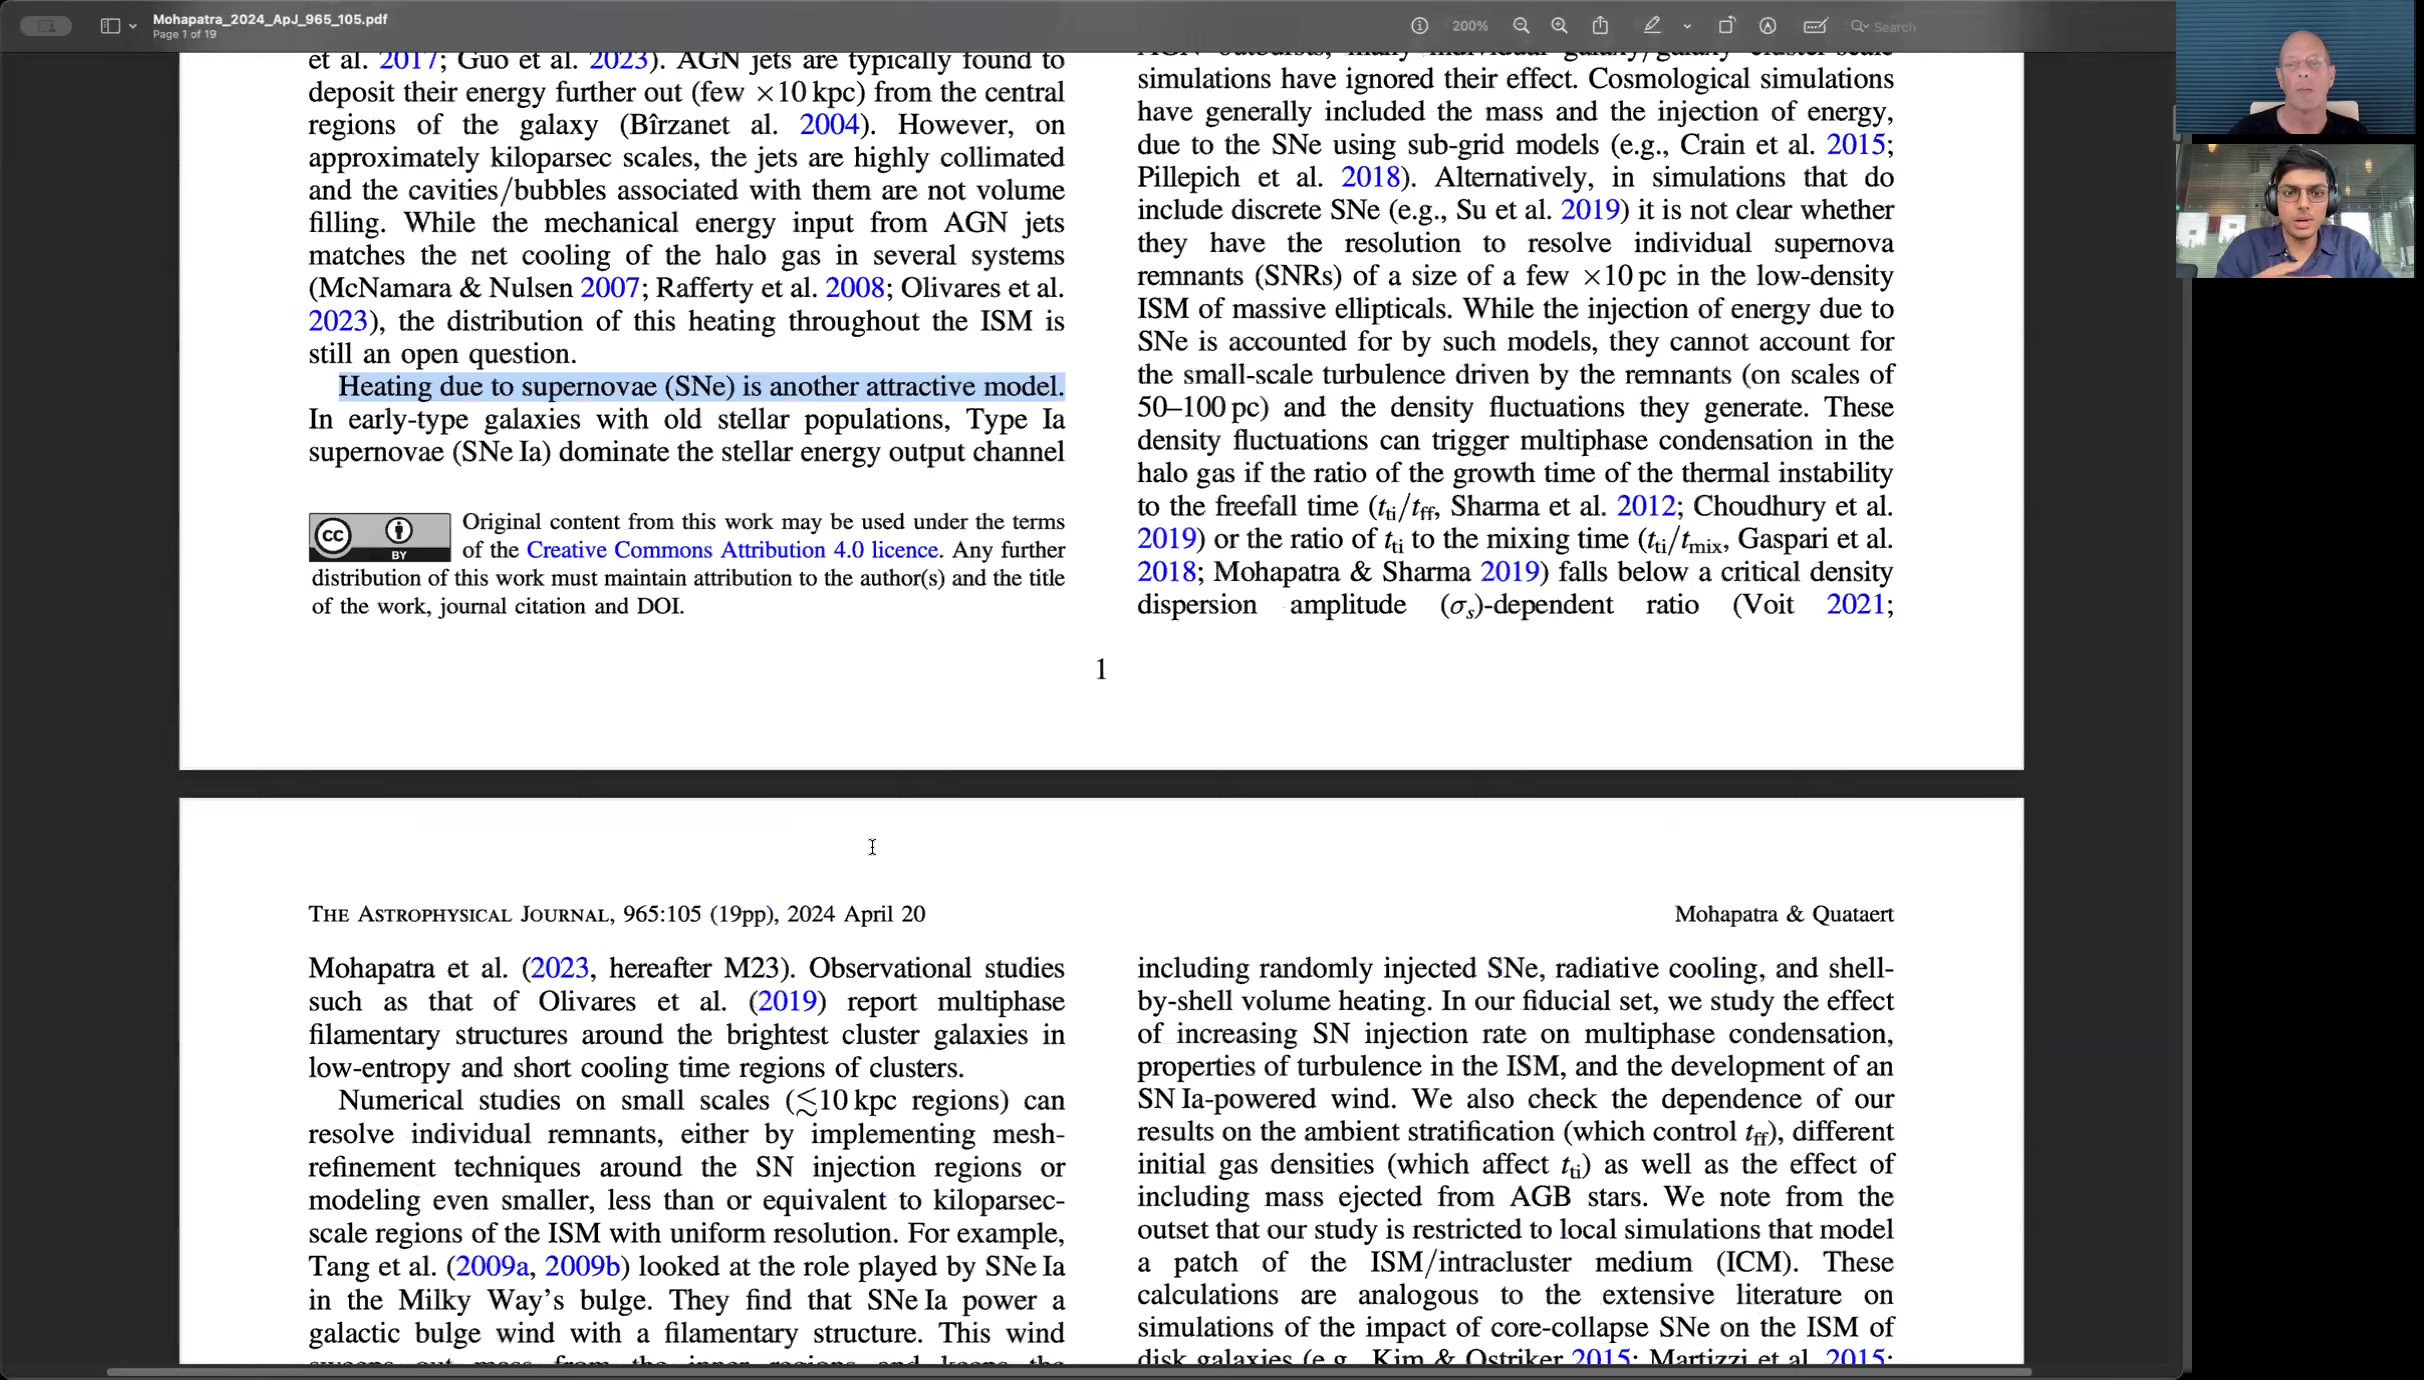 Mohapatra_2024_ApJ_965_105.pdf
Page 1 of 19
200%
Search
et al. 2017; Guo et al. 2023). AGN jets are typically found to
deposit their energy further out (few ×10 kpc) from the central
regions of the galaxy (Bîrzanet al. 2004). However, on
approximately kiloparsec scales, the jets are highly collimated
and the cavities/bubbles associated with them are not volume
filling. While the mechanical energy input from AGN jets
matches the net cooling of the halo gas in several systems
(McNamara & Nulsen 2007; Rafferty et al. 2008; Olivares et al.
2023), the distribution of this heating throughout the ISM is
still an open question.
Heating due to supernovae (SNe) is another attractive model.
In early-type galaxies with old stellar populations, Type Ia
supernovae (SNe Ia) dominate the stellar energy output channel
cc
BY
Original content from this work may be used under the terms
of the Creative Commons Attribution 4.0 licence. Any further
distribution of this work must maintain attribution to the author(s) and the title
of the work, journal citation and DOI.
AGN outbursts, many individual galaxy/galaxy cluster-scale
simulations have ignored their effect. Cosmological simulations
have generally included the mass and the injection of energy,
due to the SNe using sub-grid models (e.g., Crain et al. 2015;
Pillepich et al. 2018). Alternatively, in simulations that do
include discrete SNe (e.g., Su et al. 2019) it is not clear whether
they have the resolution to resolve individual supernova
remnants (SNRs) of a size of a few ×10 pc in the low-density
ISM of massive ellipticals. While the injection of energy due to
SNe is accounted for by such models, they cannot account for
the small-scale turbulence driven by the remnants (on scales of
50–100 pc) and the density fluctuations they generate. These
density fluctuations can trigger multiphase condensation in the
halo gas if the ratio of the growth time of the thermal instability
to the freefall time (tti/tff, Sharma et al. 2012; Choudhury et al.
2019) or the ratio of tti to the mixing time (tti/tmix, Gaspari et al.
2018; Mohapatra & Sharma 2019) falls below a critical density
dispersion amplitude (σs)-dependent ratio (Voit 2021;
1
THE ASTROPHYSICAL JOURNAL, 965:105 (19pp), 2024 April 20
Mohapatra & Quataert
Mohapatra et al. (2023, hereafter M23). Observational studies
such as that of Olivares et al. (2019) report multiphase
filamentary structures around the brightest cluster galaxies in
low-entropy and short cooling time regions of clusters.
Numerical studies on small scales (≲10 kpc regions) can
resolve individual remnants, either by implementing mesh-
refinement techniques around the SN injection regions or
modeling even smaller, less than or equivalent to kiloparsec-
scale regions of the ISM with uniform resolution. For example,
Tang et al. (2009a, 2009b) looked at the role played by SNe Ia
in the Milky Way's bulge. They find that SNe Ia power a
galactic bulge wind with a filamentary structure. This wind
sweeps out mass from the inner regions and keeps the
including randomly injected SNe, radiative cooling, and shell-
by-shell volume heating. In our fiducial set, we study the effect
of increasing SN injection rate on multiphase condensation,
properties of turbulence in the ISM, and the development of an
SN Ia-powered wind. We also check the dependence of our
results on the ambient stratification (which control tff), different
initial gas densities (which affect tti) as well as the effect of
including mass ejected from AGB stars. We note from the
outset that our study is restricted to local simulations that model
a patch of the ISM/intracluster medium (ICM). These
calculations are analogous to the extensive literature on
simulations of the impact of core-collapse SNe on the ISM of
disk galaxies (e.g., Kim & Ostriker 2015; Martizzi et al. 2015;